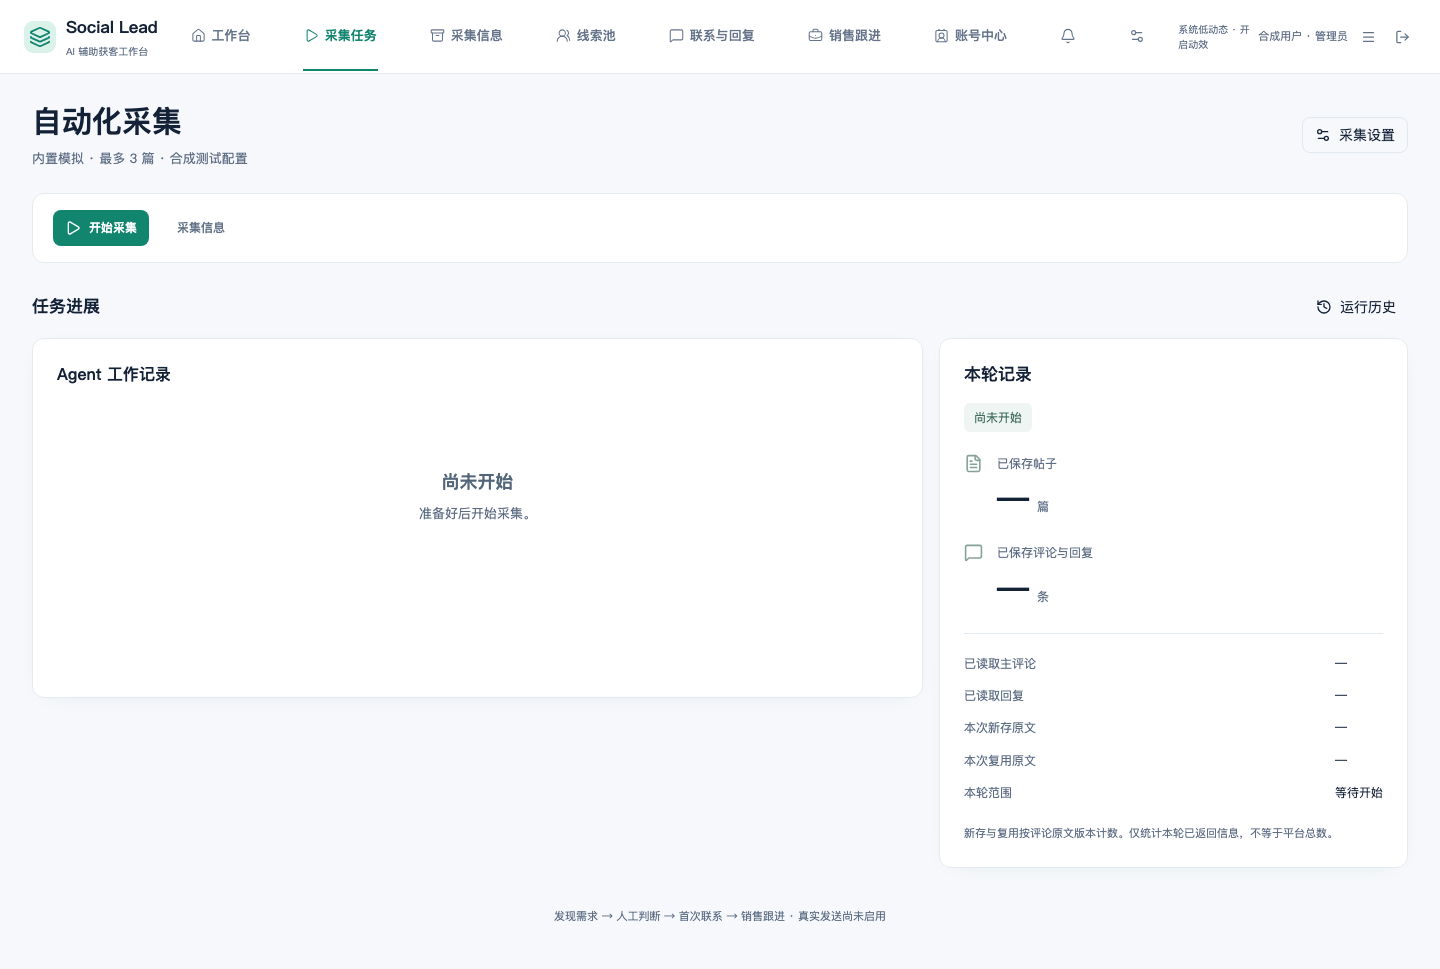 Social Lead
AI 辅助获客工作台
工作台
采集任务
采集信息
线索池
联系与回复
销售跟进
账号中心
系统低动态 · 开
启动效
合成用户 · 管理员
自动化采集
内置模拟 · 最多 3 篇 · 合成测试配置
采集设置
开始采集
采集信息
任务进展
运行历史
Agent 工作记录
尚未开始
准备好后开始采集。
本轮记录
尚未开始
已保存帖子
— 篇
已保存评论与回复
— 条
已读取主评论 —
已读取回复 —
本次新存原文 —
本次复用原文 —
本轮范围 等待开始
新存与复用按评论原文版本计数。仅统计本轮已返回信息，不等于平台总数。
发现需求 → 人工判断 → 首次联系 → 销售跟进 · 真实发送尚未启用